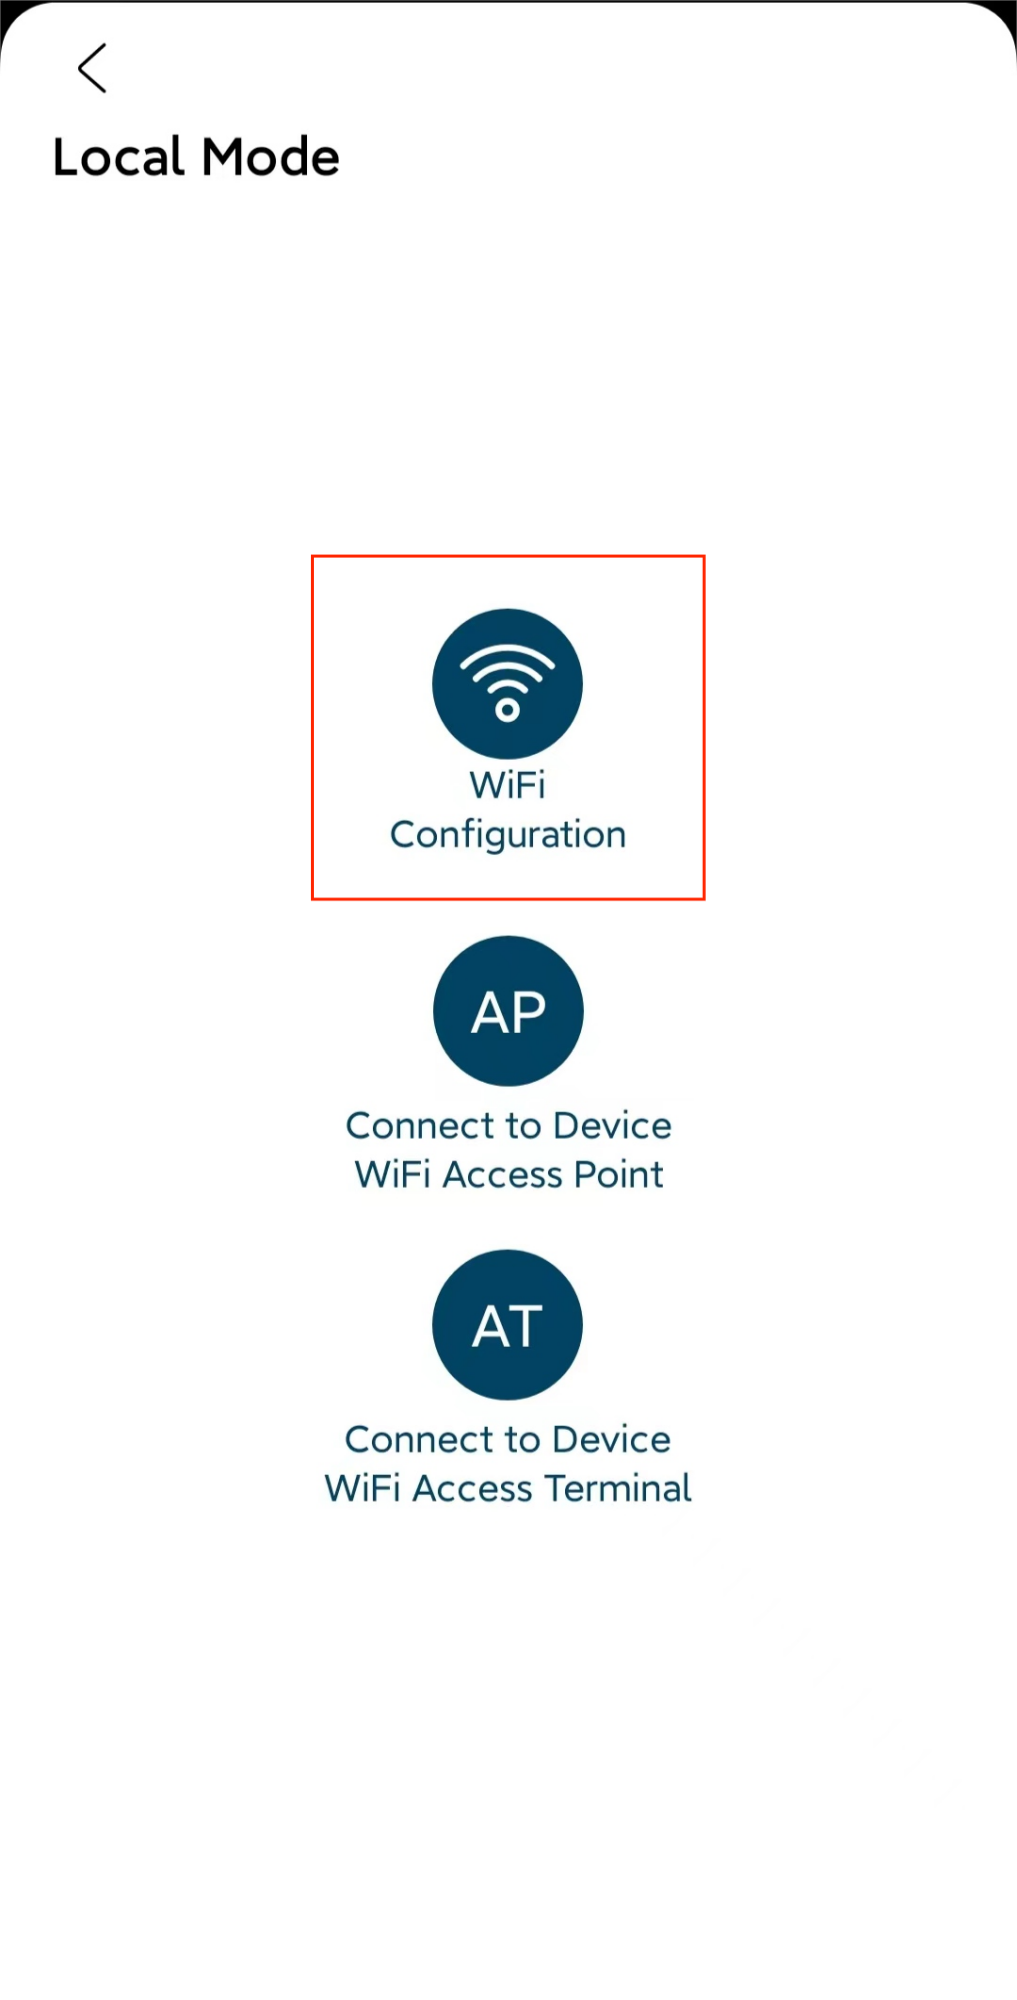 Local Mode
WiFi
Configuration
AP
Connect to Device
WiFi Access Point
AT
Connect to Device
WiFi Access Terminal